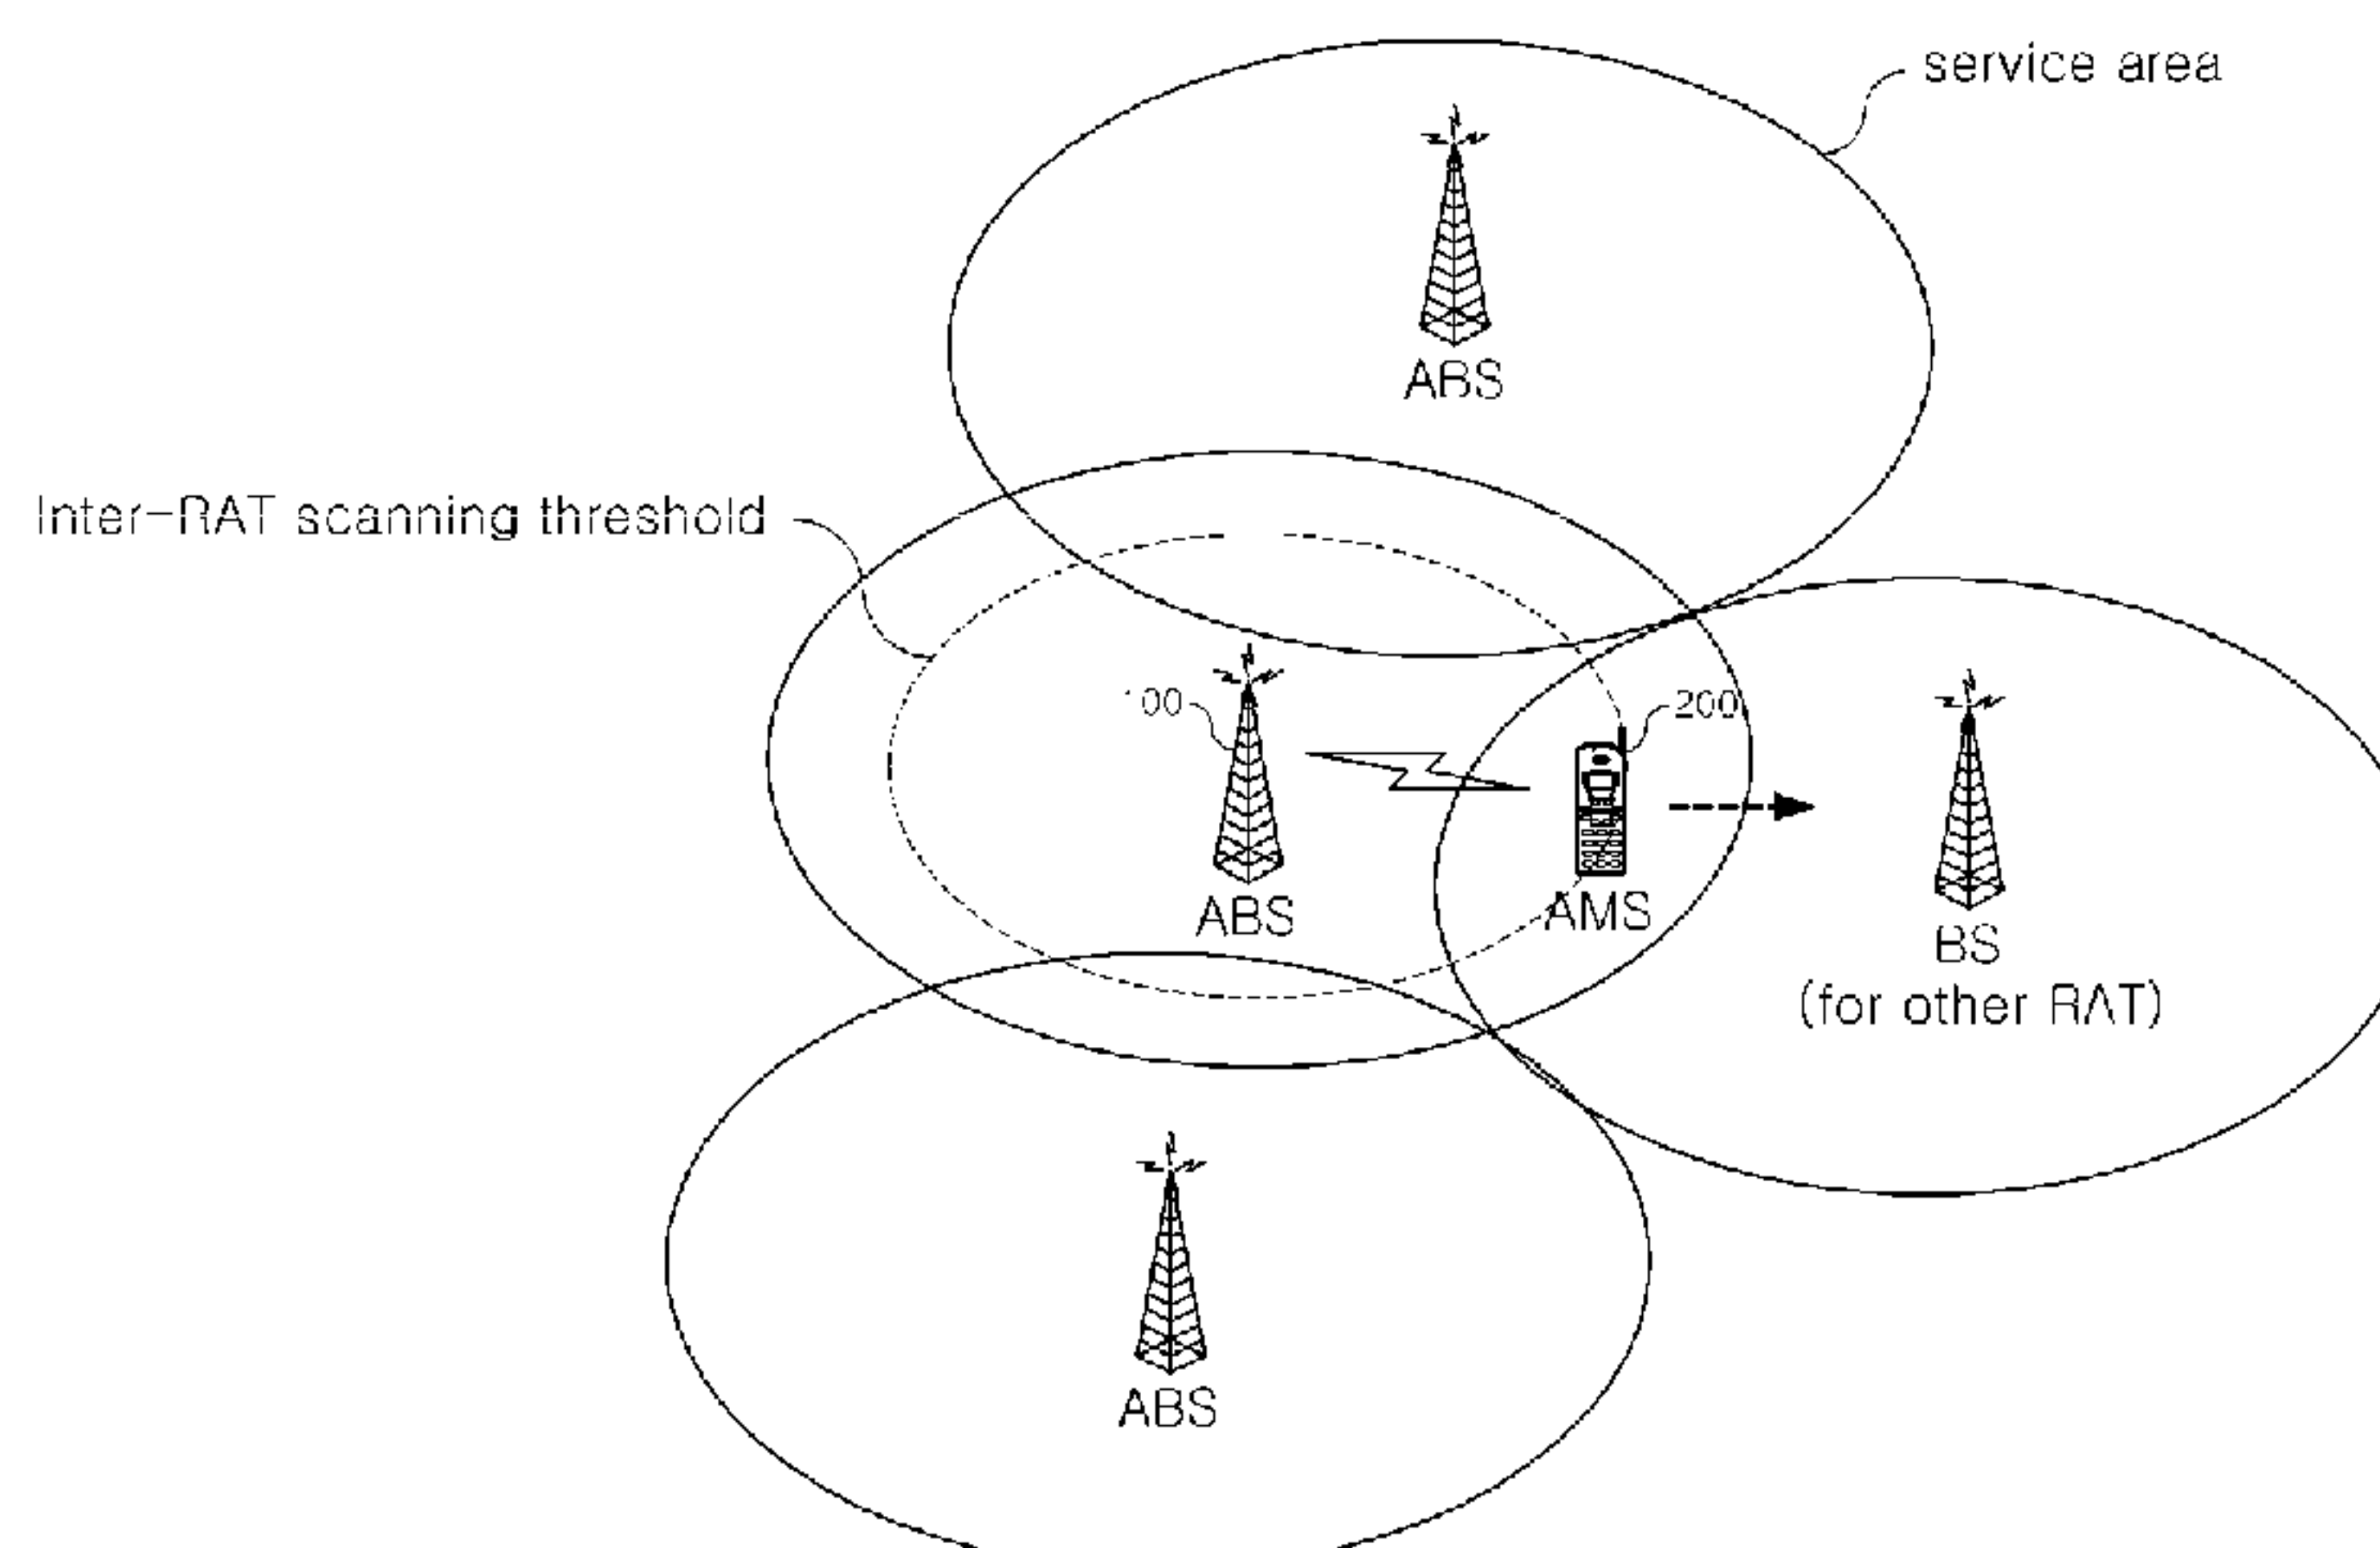 service area
ABS
Inter-RAT scanning threshold
100
200
ABS
AMS
BS
(for other RAT)
ABS